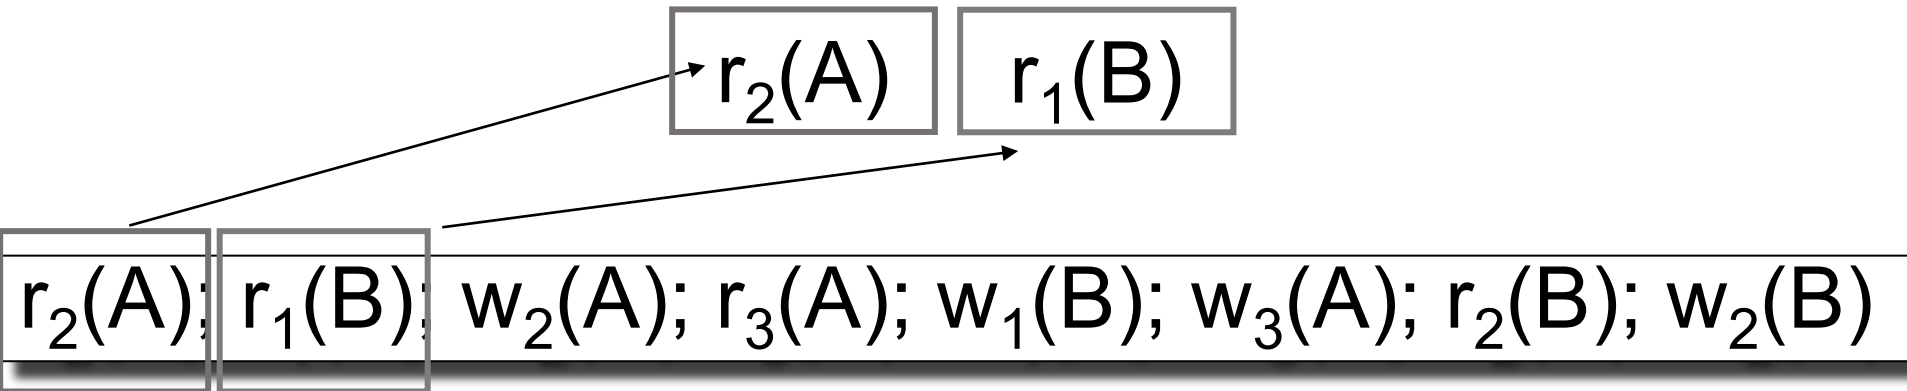 r₂(A) r₁(B)
r₂(A); r₁(B); w₂(A); r₃(A); w₁(B); w₃(A); r₂(B); w₂(B)